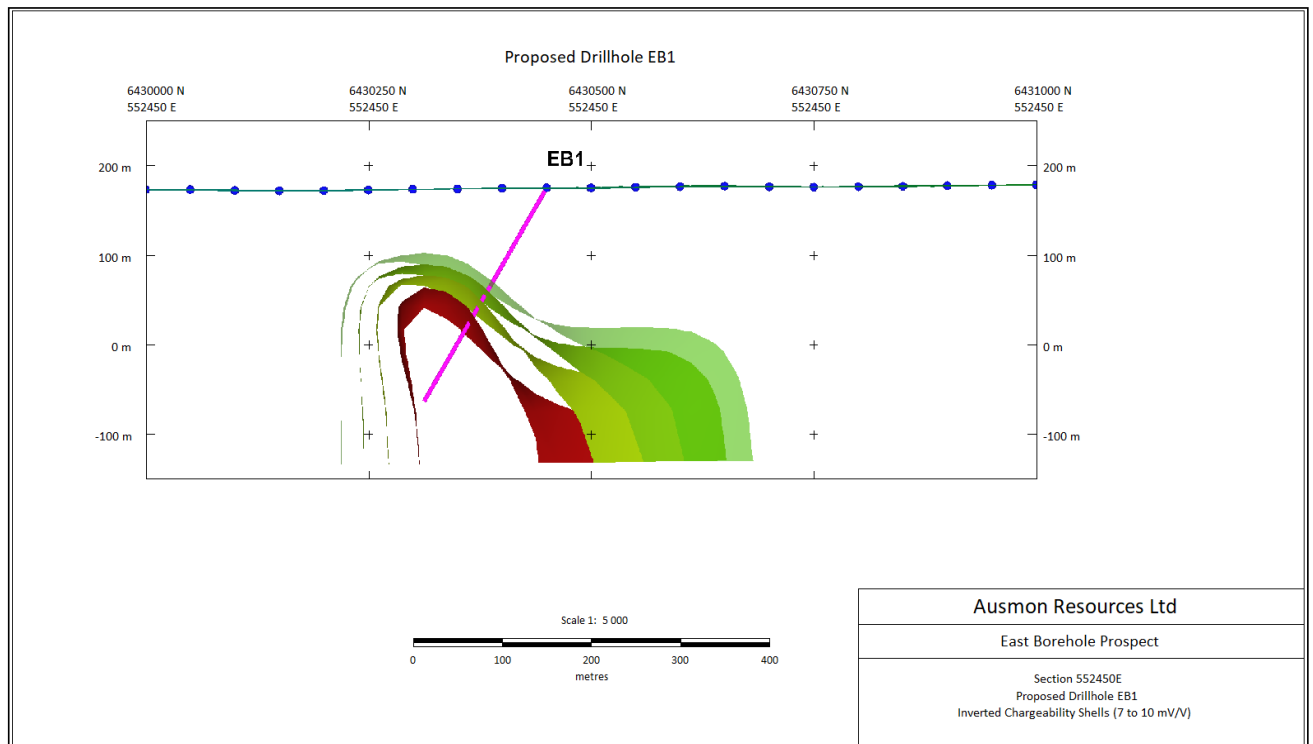 Proposed Drillhole EB1
6430000 N 6430250 N 6430500 N 6430750 N 6431000 N
552450 E 552450 E 552450 E 552450 E 552450 E
EB1
200 m 200 m
100 m 100 m
0 m 0 m
-100 m -100 m
Scale 1: 5 000
0 100 200 300 400
metres
Ausmon Resources Ltd
East Borehole Prospect
Section 552450E
Proposed Drillhole EB1
Inverted Chargeability Shells (7 to 10 mV/V)